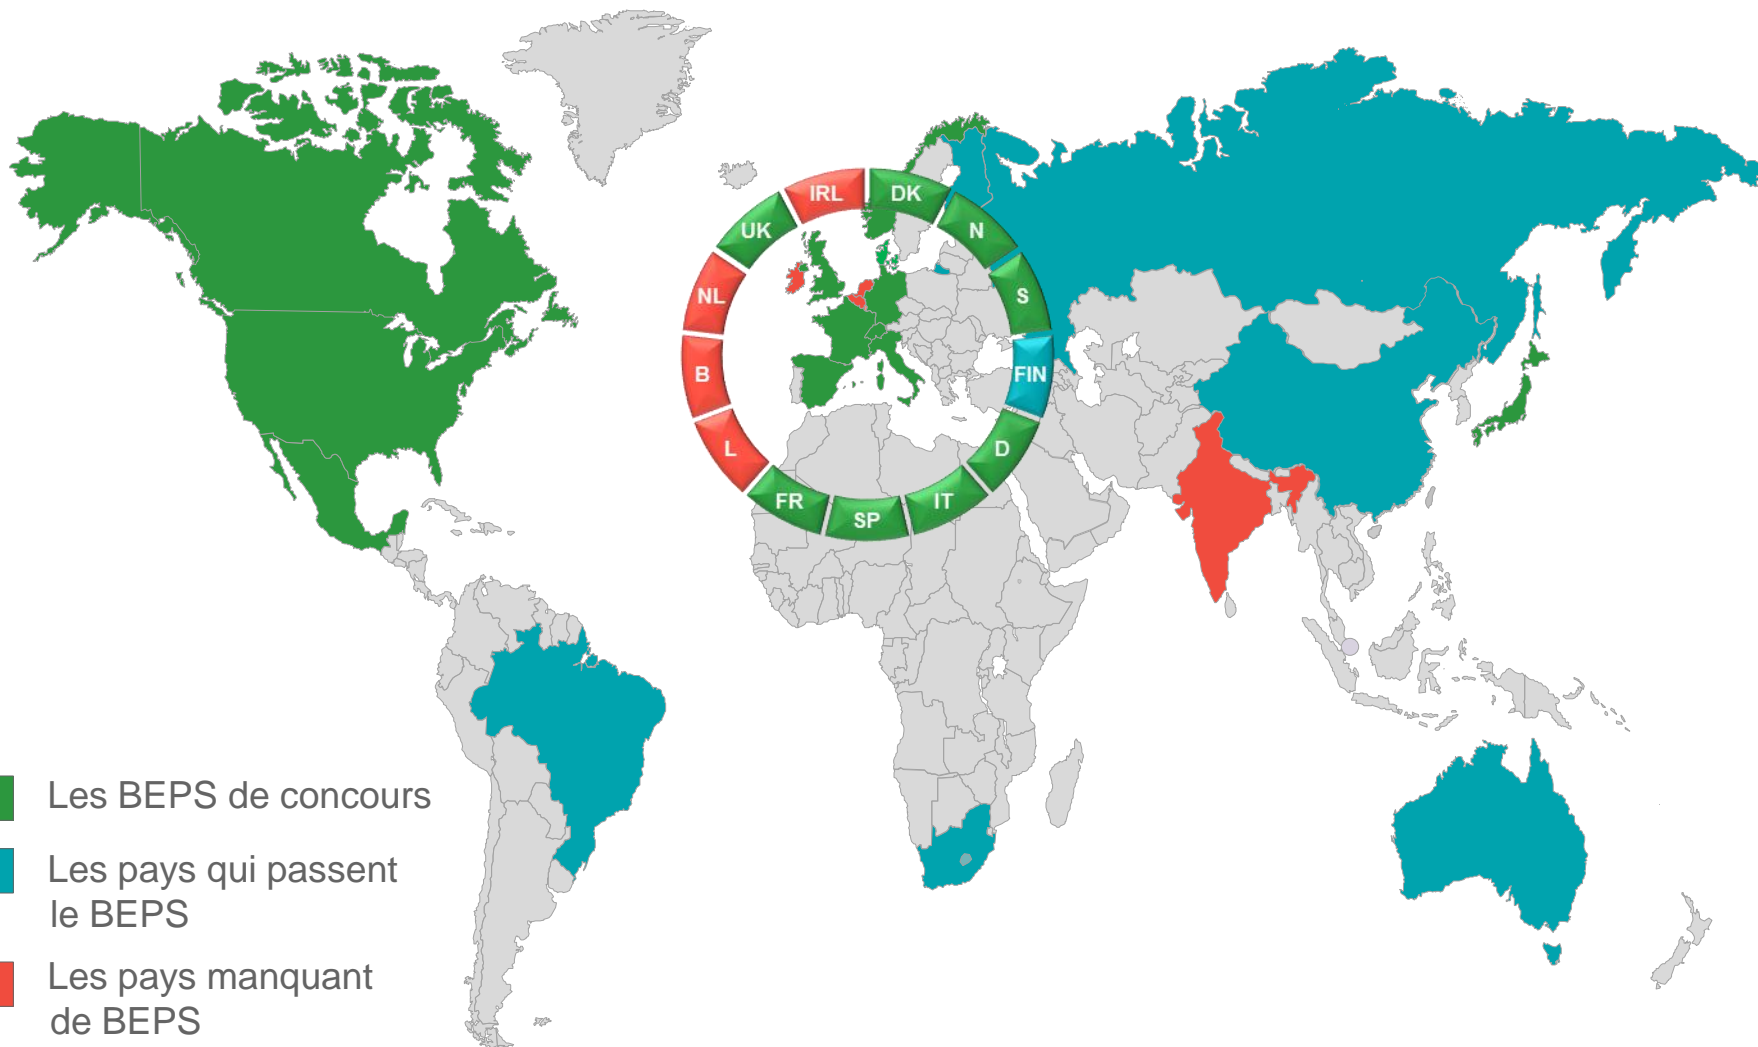 IRL
DK
UK
N
NL
S
B
FIN
L
D
FR
SP
IT
Les BEPS de concours
Les pays qui passent
le BEPS
Les pays manquant
de BEPS